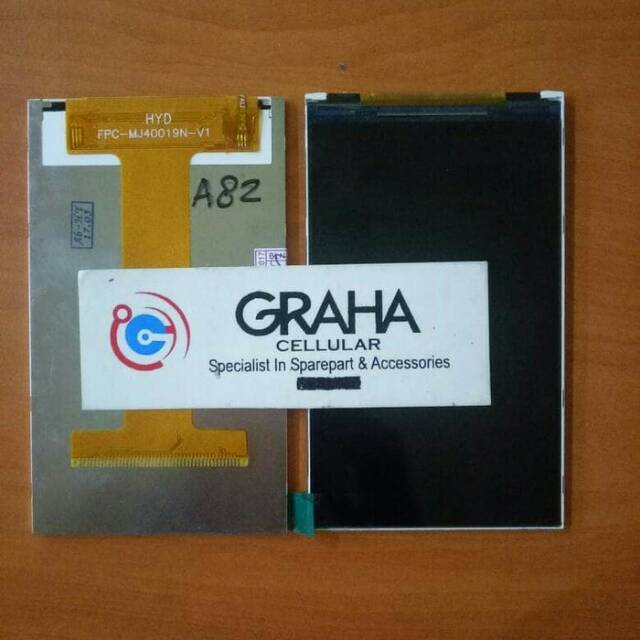 HYD
FPC-MJ40019N-V1
A82
GRAHA
CELLULAR
Specialist In Sparepart & Accessories